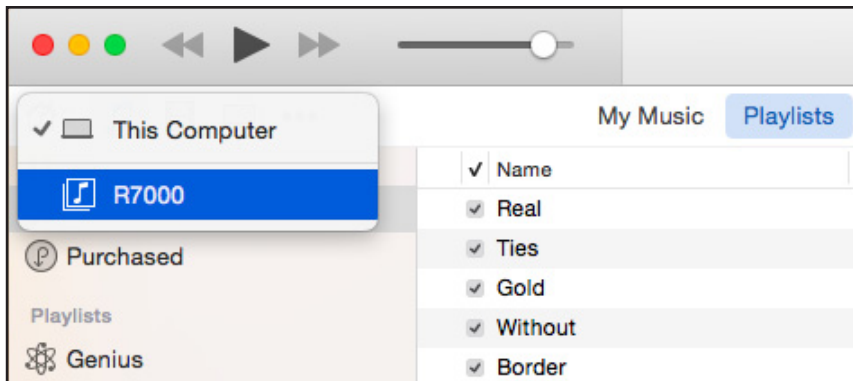 This Computer
My Music Playlists
R7000
✓ Name
Real
Purchased
Ties
Gold
Playlists
Without
Genius
Border